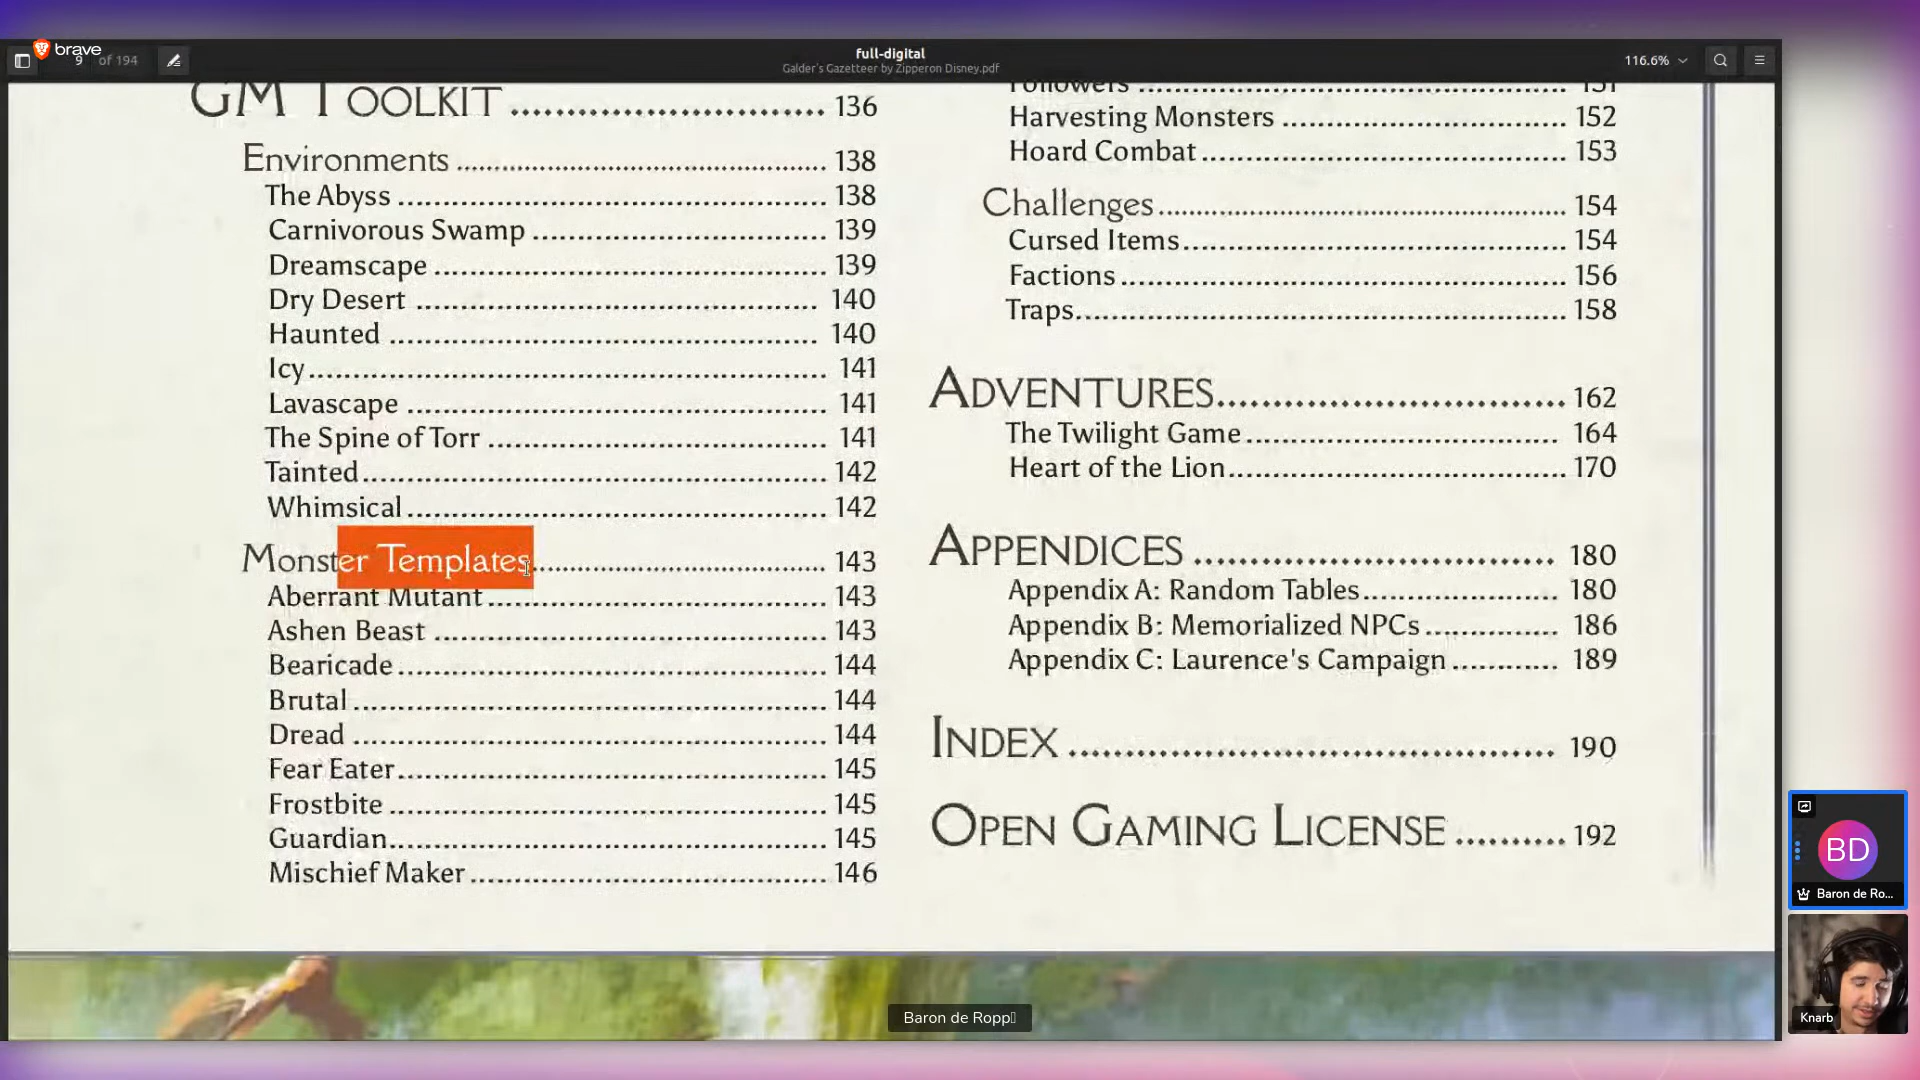 brave
9 of 194
full-digital
Galder's Gazetteer by Zipperon Disney.pdf
116.6%
GM TOOLKIT .......................... 136
Environments .......................... 138
The Abyss .......................... 138
Carnivorous Swamp .......................... 139
Dreamscape .......................... 139
Dry Desert .......................... 140
Haunted .......................... 140
Icy .......................... 141
Lavascape .......................... 141
The Spine of Torr .......................... 141
Tainted .......................... 142
Whimsical .......................... 142
Monster Templates .......................... 143
Aberrant Mutant .......................... 143
Ashen Beast .......................... 143
Bearicade .......................... 144
Brutal .......................... 144
Dread .......................... 144
Fear Eater .......................... 145
Frostbite .......................... 145
Guardian .......................... 145
Mischief Maker .......................... 146
Followers .......................... 151
Harvesting Monsters .......................... 152
Hoard Combat .......................... 153
Challenges .......................... 154
Cursed Items .......................... 154
Factions .......................... 156
Traps .......................... 158
ADVENTURES .......................... 162
The Twilight Game .......................... 164
Heart of the Lion .......................... 170
APPENDICES .......................... 180
Appendix A: Random Tables .......................... 180
Appendix B: Memorialized NPCs .......................... 186
Appendix C: Laurence's Campaign .......................... 189
INDEX .......................... 190
OPEN GAMING LICENSE .......................... 192
BD
Baron de Ro...
Knarb
Baron de Ropp